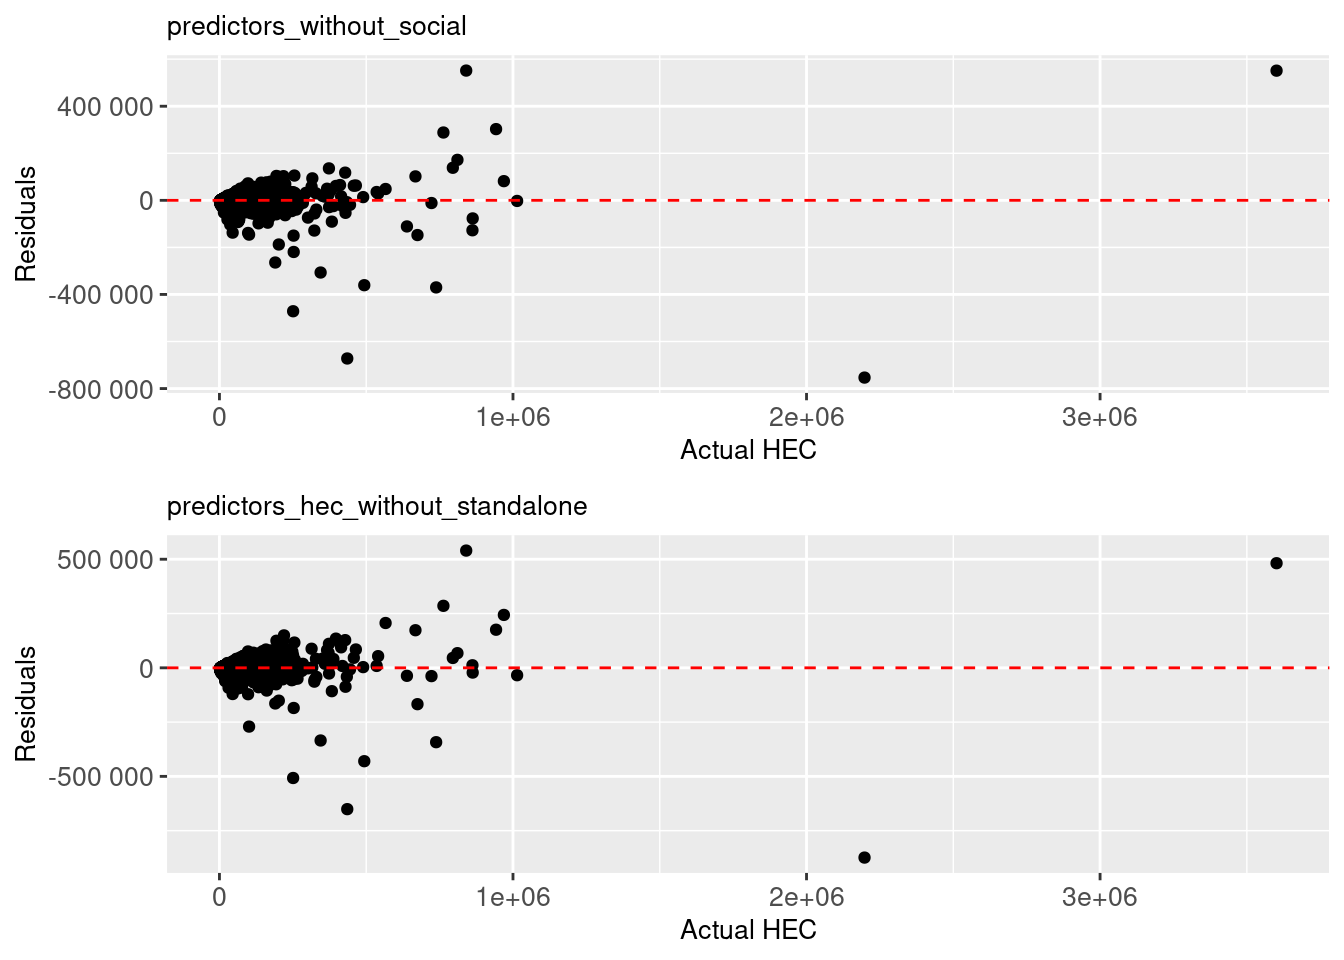 predictors_without_social
400 000
0
-400 000
-800 000
Residuals
0
1e+06
2e+06
3e+06
Actual HEC
predictors_hec_without_standalone
500 000
0
-500 000
Residuals
0
1e+06
2e+06
3e+06
Actual HEC